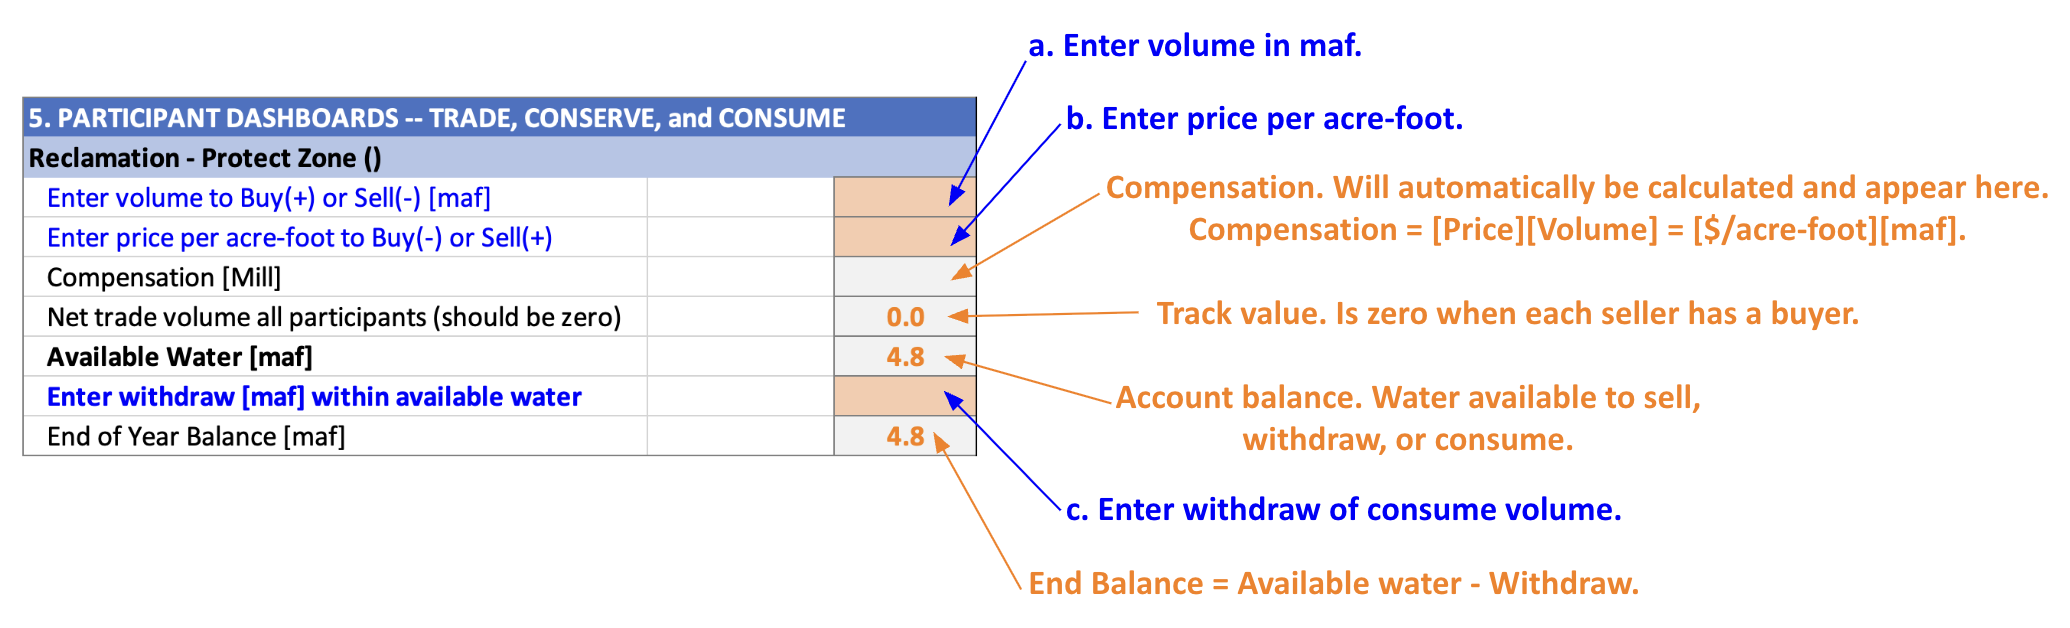 a. Enter volume in maf.
5. PARTICIPANT DASHBOARDS -- TRADE, CONSERVE, and CONSUME
b. Enter price per acre-foot.
Reclamation - Protect Zone ()
Enter volume to Buy(+) or Sell(-) [maf]
Compensation. Will automatically be calculated and appear here.
Compensation = [Price][Volume] = [$/acre-foot][maf].
Enter price per acre-foot to Buy(-) or Sell(+)
Compensation [Mill]
Net trade volume all participants (should be zero) 0.0
Track value. Is zero when each seller has a buyer.
Available Water [maf] 4.8
Enter withdraw [maf] within available water
Account balance. Water available to sell,
withdraw, or consume.
End of Year Balance [maf] 4.8
c. Enter withdraw of consume volume.
End Balance = Available water - Withdraw.